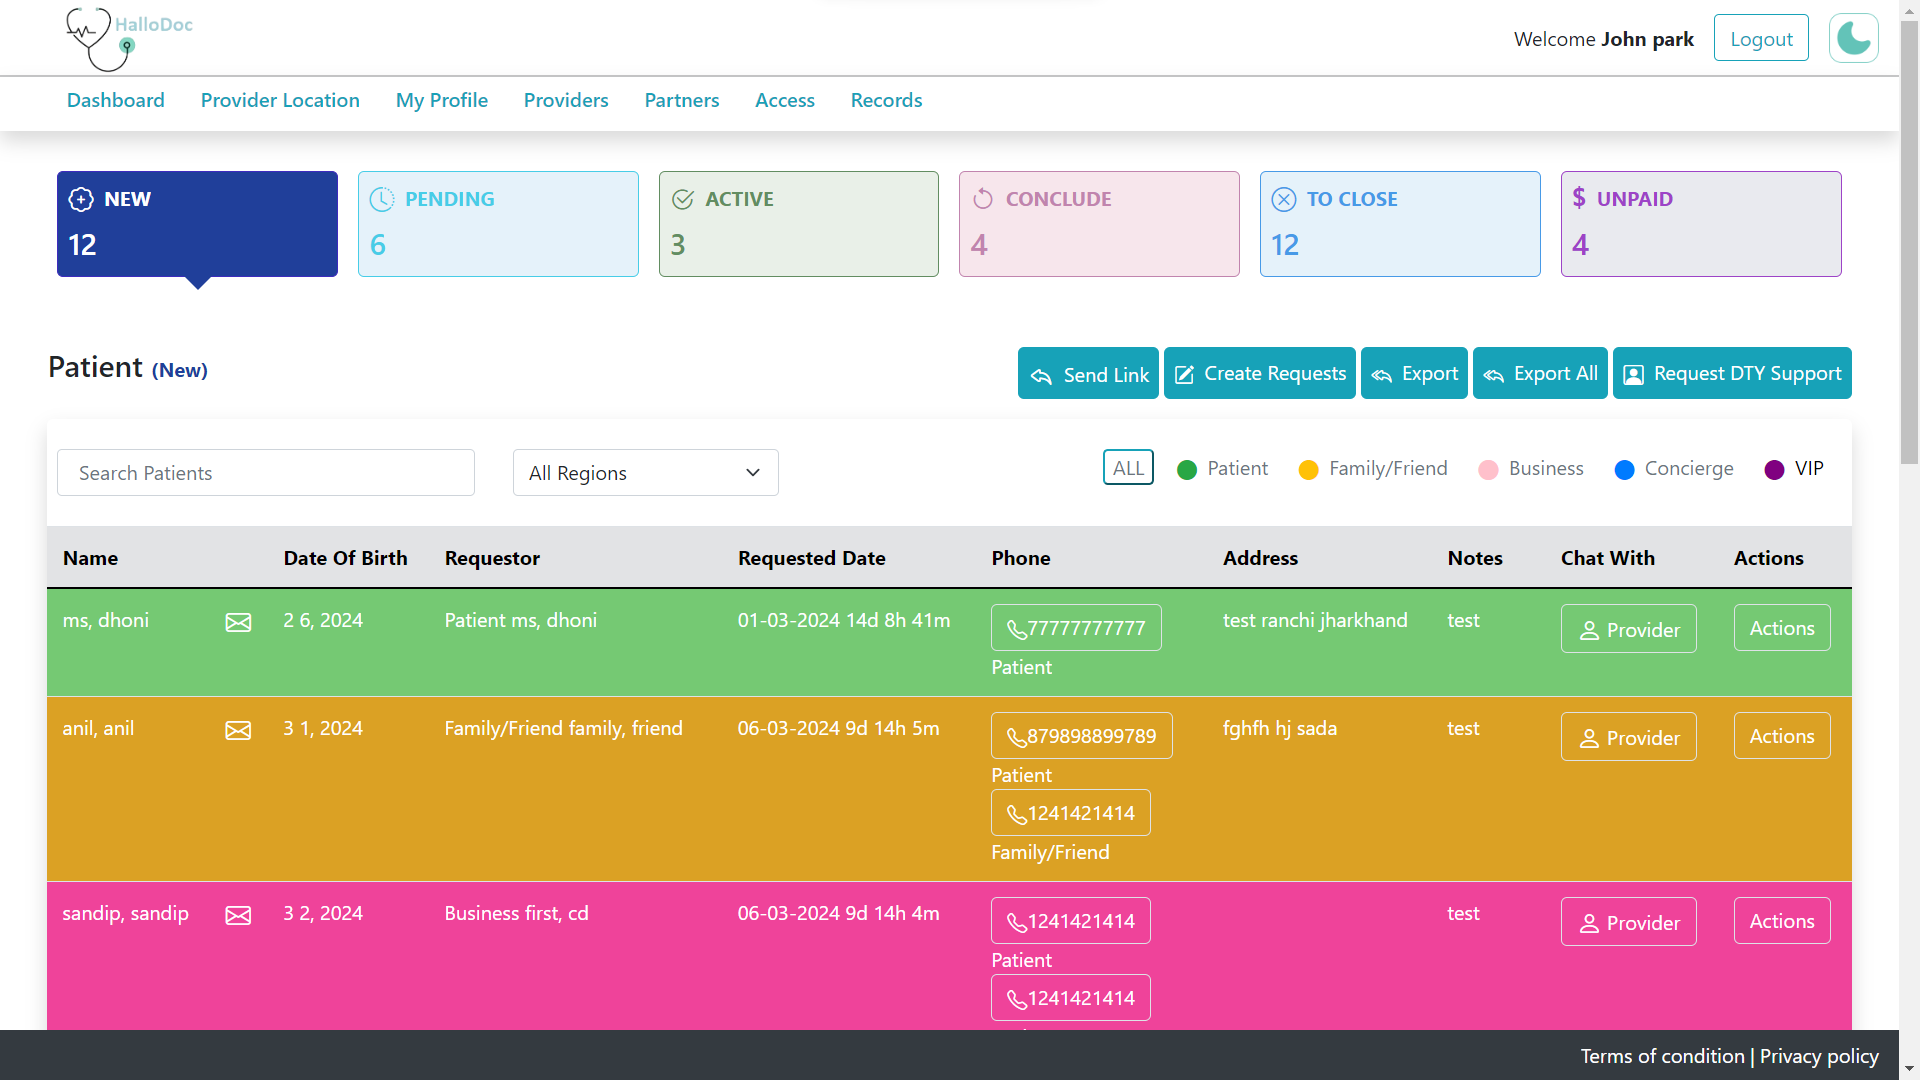 HalloDoc
Welcome John park
Logout
Dashboard Provider Location My Profile Providers Partners Access Records
NEW
12
PENDING
6
ACTIVE
3
CONCLUDE
4
TO CLOSE
12
$ UNPAID
4
Patient (New)
Send Link Create Requests Export Export All Request DTY Support
Search Patients All Regions ALL Patient Family/Friend Business Concierge VIP
Name Date Of Birth Requestor Requested Date Phone Address Notes Chat With Actions
ms, dhoni 2 6, 2024 Patient ms, dhoni 01-03-2024 14d 8h 41m 77777777777 test ranchi jharkhand test Provider Actions
Patient
anil, anil 3 1, 2024 Family/Friend family, friend 06-03-2024 9d 14h 5m 879898899789 fghfh hj sada test Provider Actions
Patient
1241421414
Family/Friend
sandip, sandip 3 2, 2024 Business first, cd 06-03-2024 9d 14h 4m 1241421414 test Provider Actions
Patient
1241421414
Terms of condition | Privacy policy